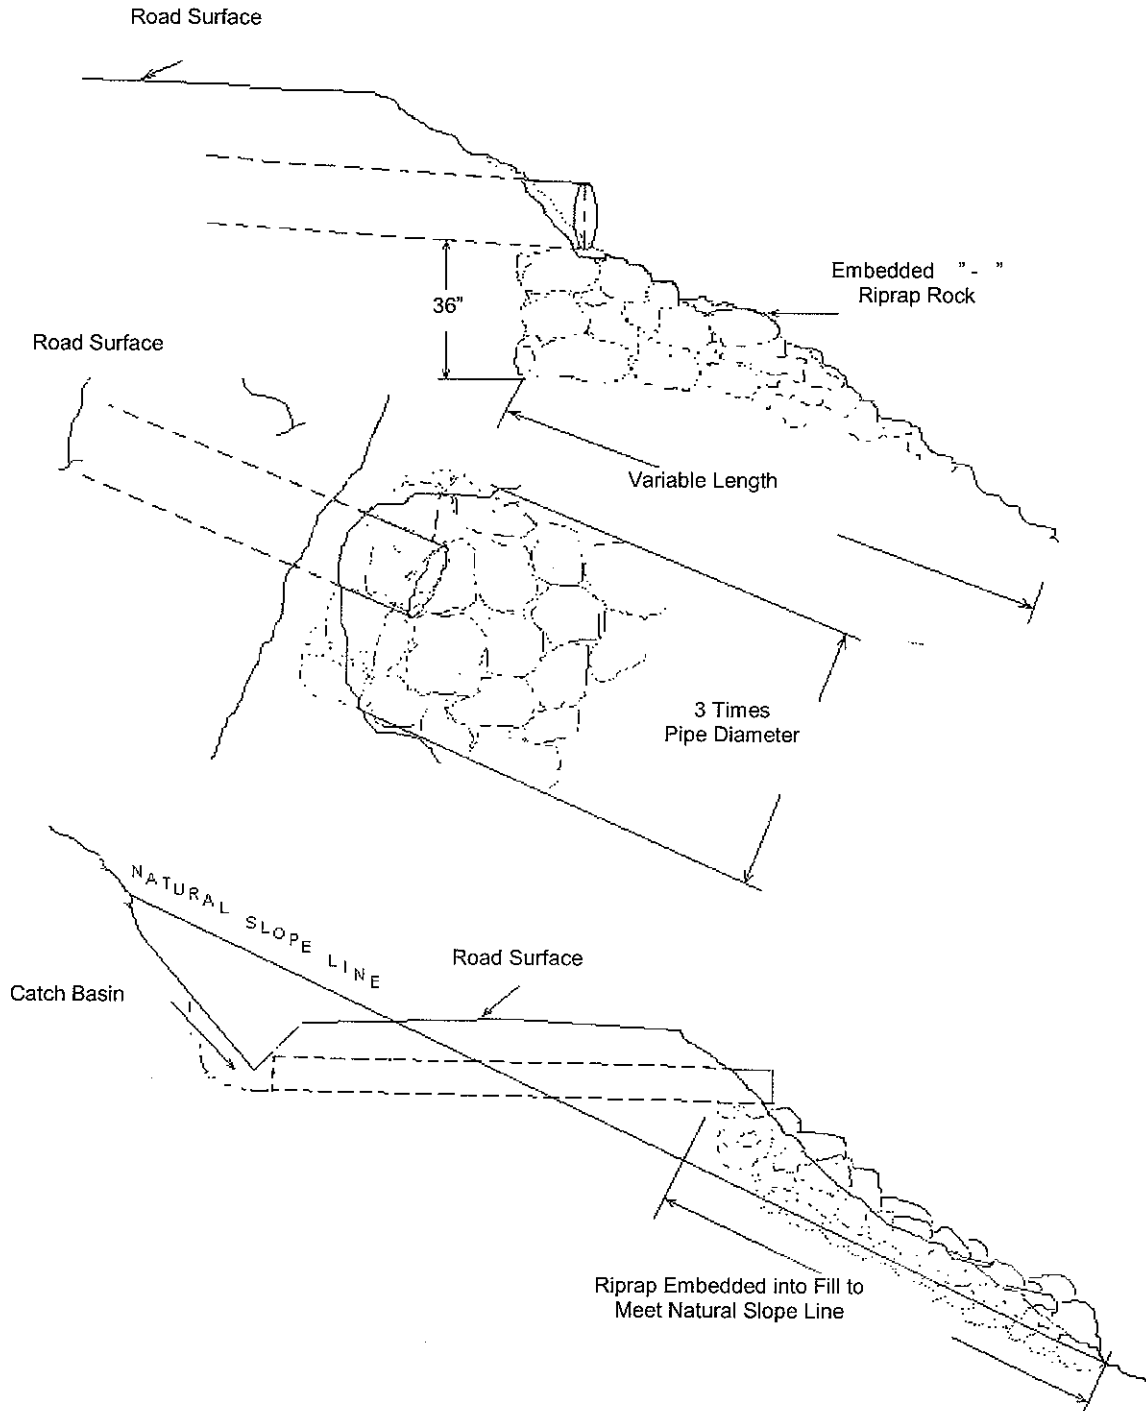 Road Surface
Embedded " - "
Riprap Rock
36"
Road Surface
Variable Length
3 Times
Pipe Diameter
NATURAL SLOPE LINE
Road Surface
Catch Basin
Riprap Embedded into Fill to
Meet Natural Slope Line